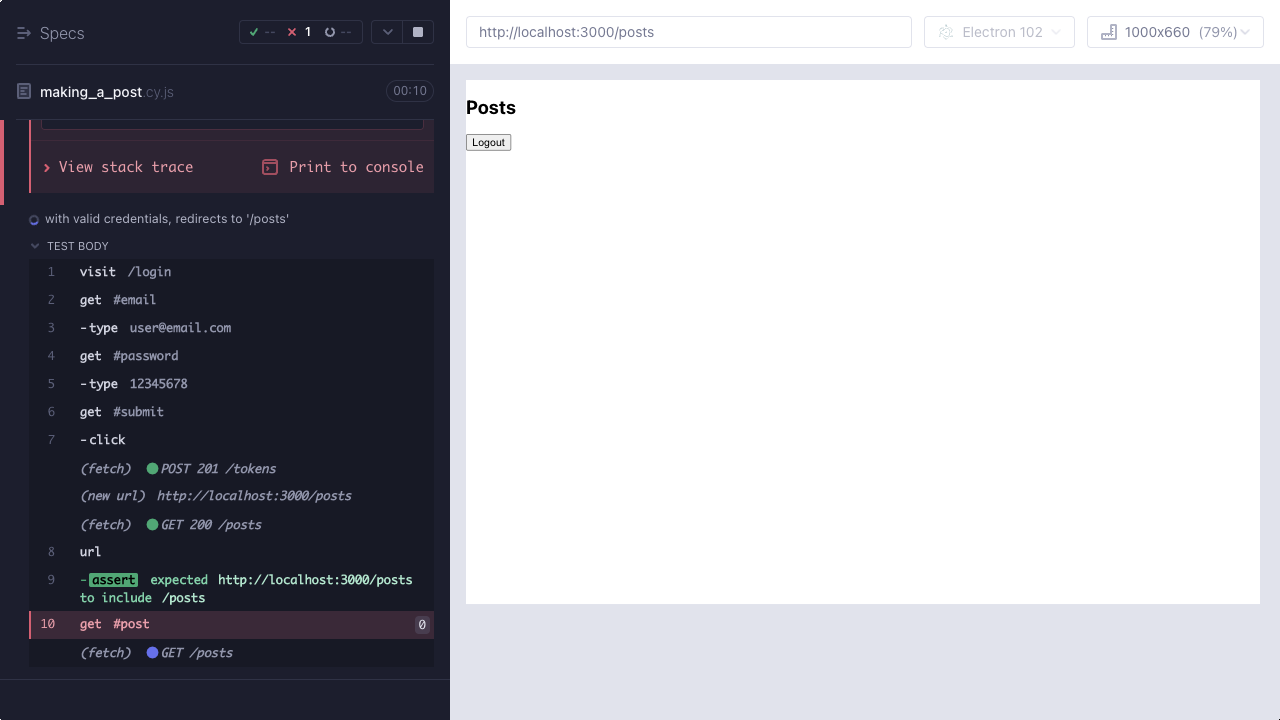 Specs
-- 1 --
making_a_post.cy.js 00:10
View stack trace Print to console
with valid credentials, redirects to '/posts'
TEST BODY
1 visit /login
2 get #email
3 -type user@email.com
4 get #password
5 -type 12345678
6 get #submit
7 -click
(fetch) POST 201 /tokens
(new url) http://localhost:3000/posts
(fetch) GET 200 /posts
8 url
9 -assert expected http://localhost:3000/posts
to include /posts
10 get #post 0
(fetch) GET /posts
http://localhost:3000/posts
Electron 102
1000x660 (79%)
Posts
Logout